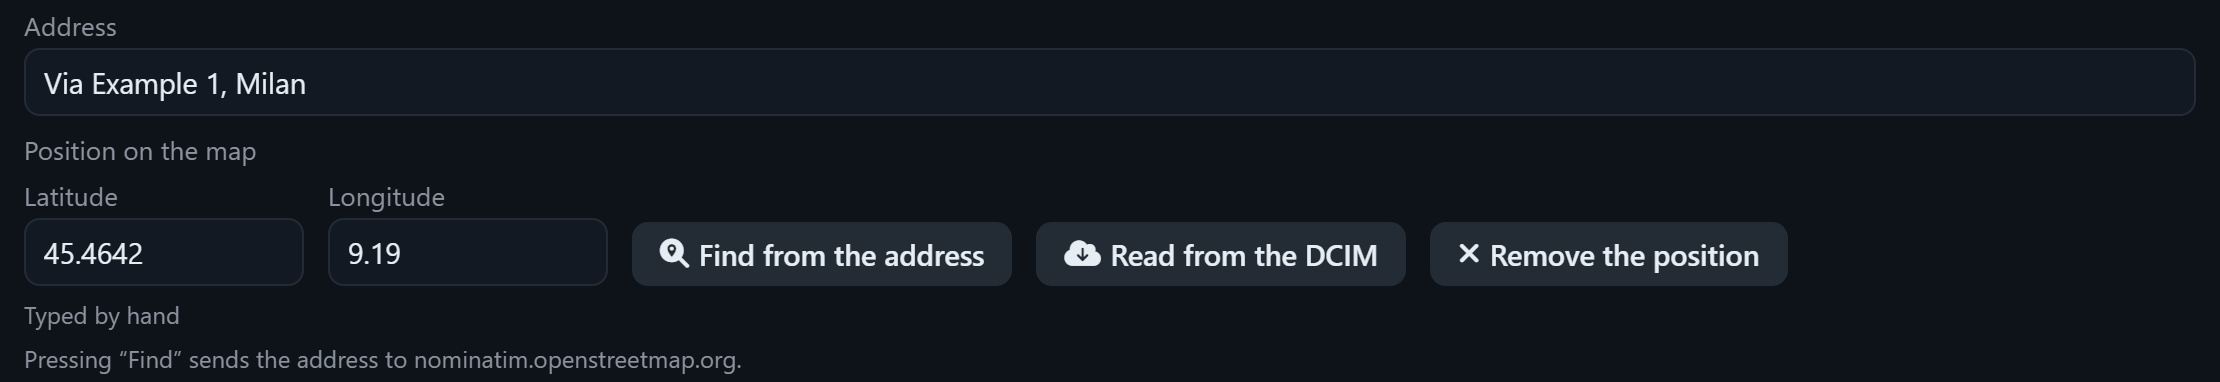 Address
Via Example 1, Milan
Position on the map
Latitude Longitude
45.4642 9.19 Find from the address Read from the DCIM Remove the position
Typed by hand
Pressing “Find” sends the address to nominatim.openstreetmap.org.